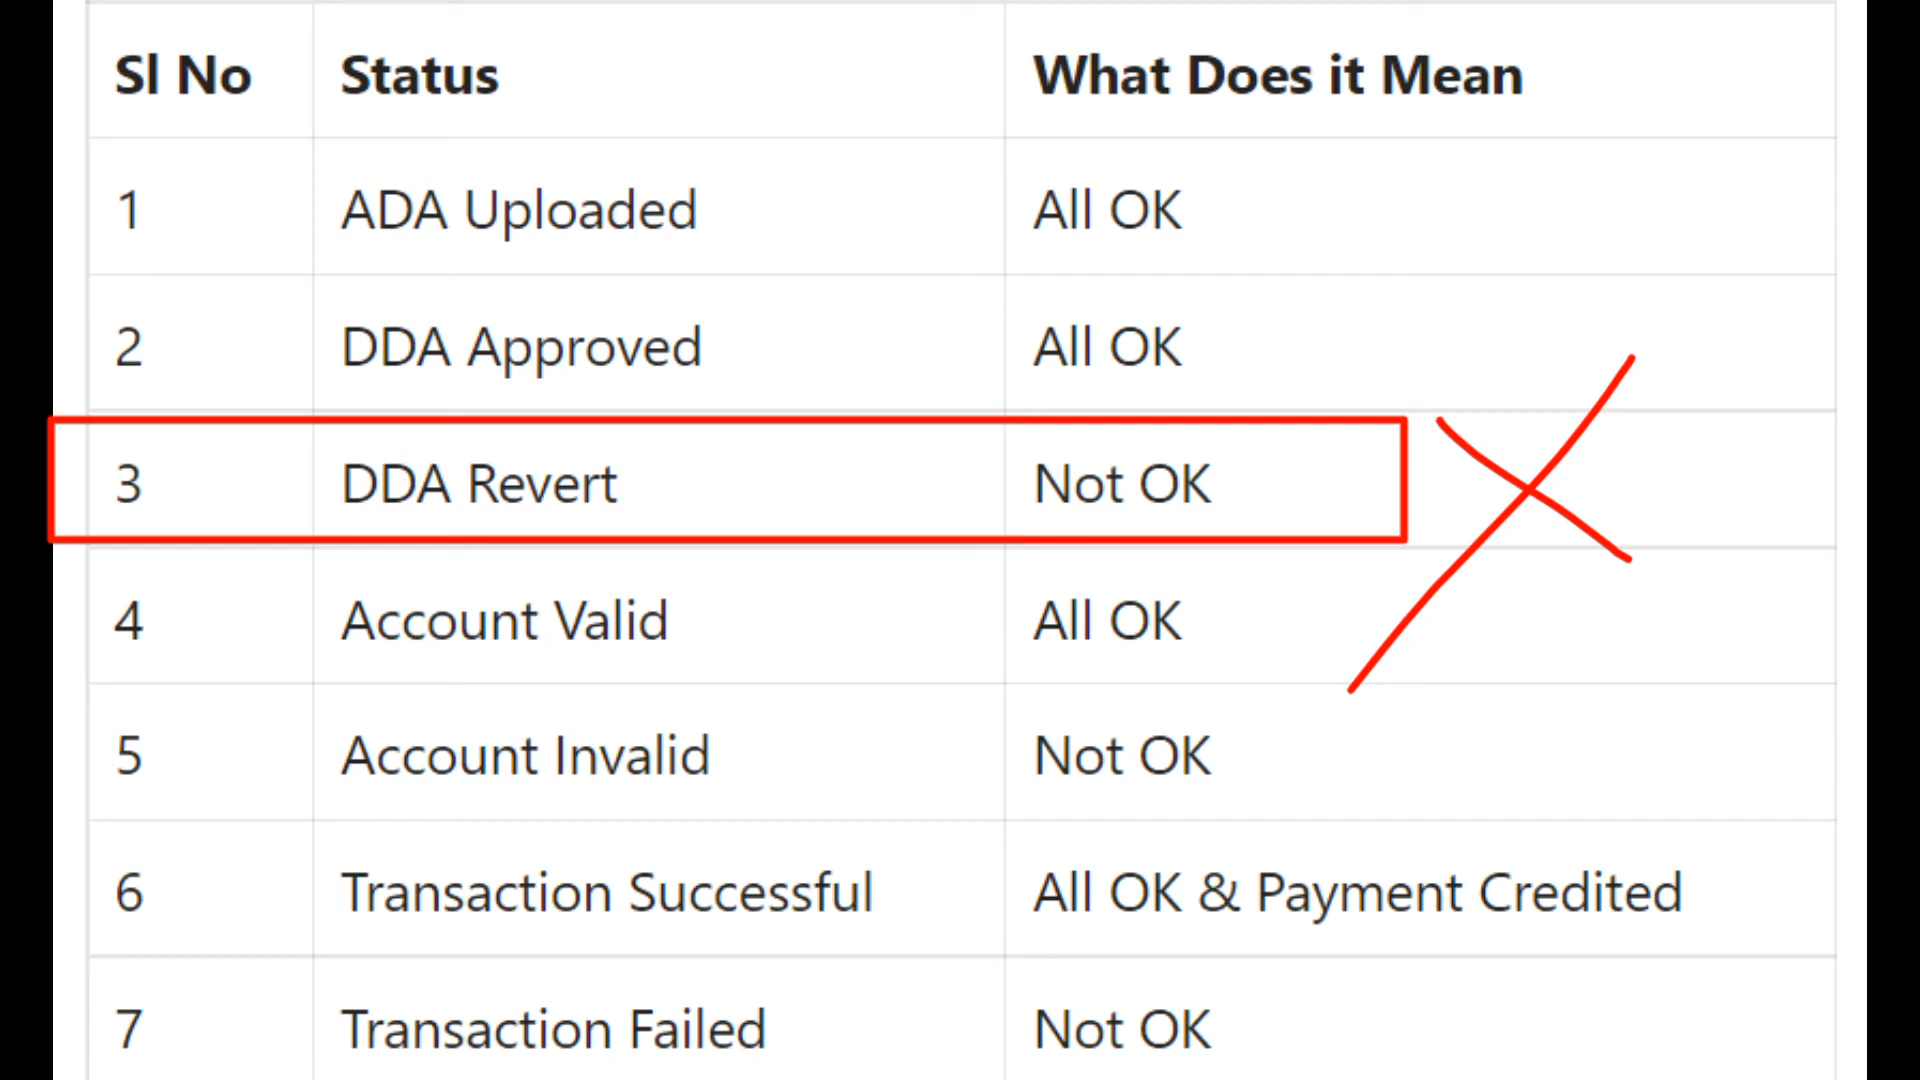 Sl No Status What Does it Mean
1 ADA Uploaded All OK
2 DDA Approved All OK
3 DDA Revert Not OK
4 Account Valid All OK
5 Account Invalid Not OK
6 Transaction Successful All OK & Payment Credited
7 Transaction Failed Not OK